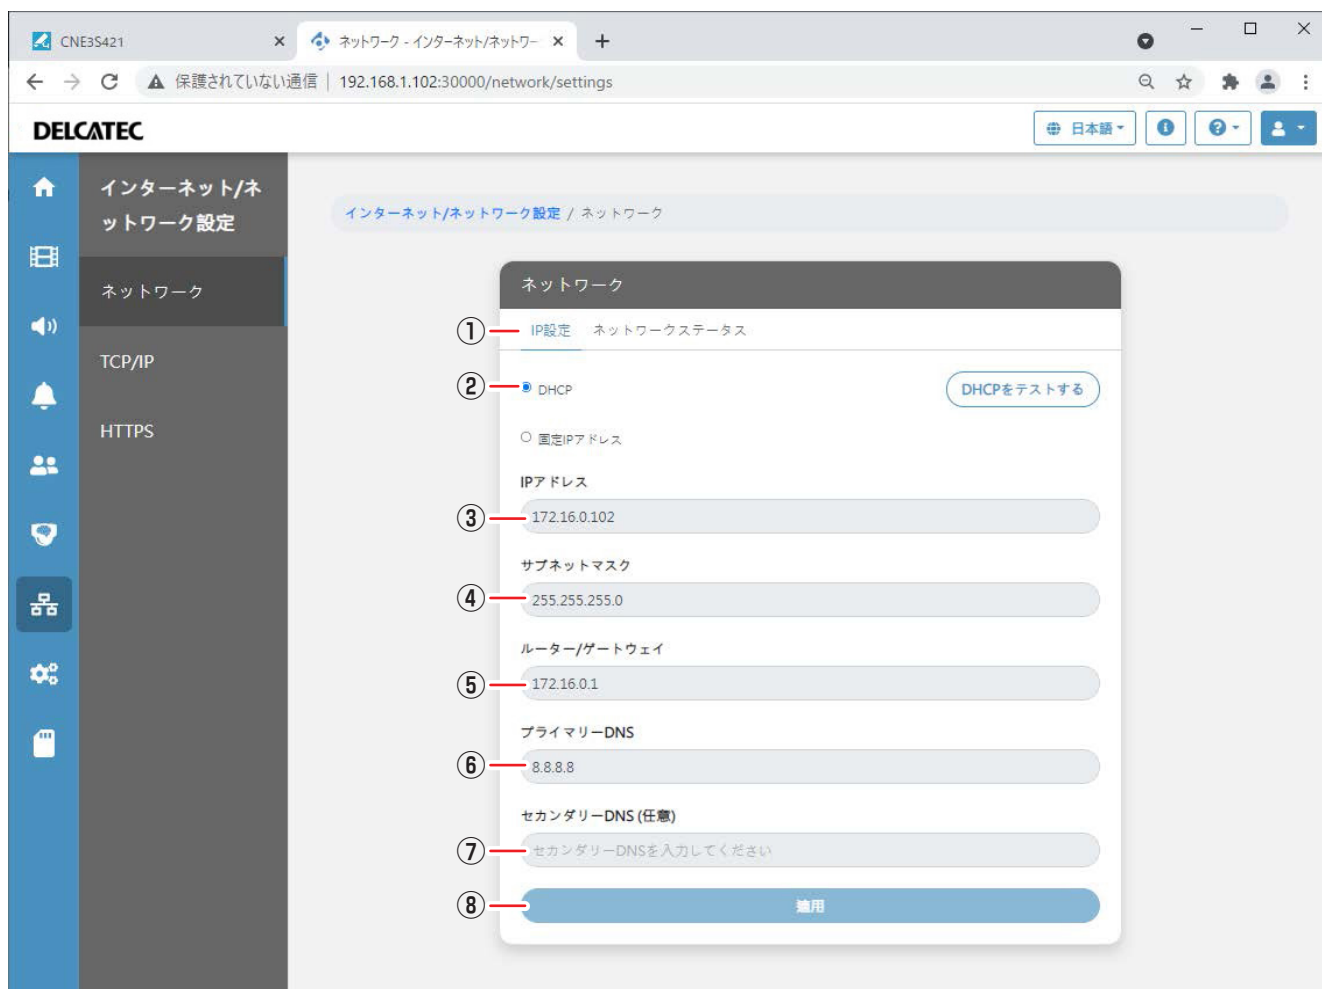 CNE3S421
ネットワーク - インターネット/ネットワー
保護されていない通信 | 192.168.1.102:30000/network/settings
DELCATEC
日本語
インターネット/ネ
ットワーク設定
ネットワーク
TCP/IP
HTTPS
インターネット/ネットワーク設定 / ネットワーク
ネットワーク
① IP設定 ネットワークステータス
② DHCP DHCPをテストする
固定IPアドレス
IPアドレス
③ 172.16.0.102
サブネットマスク
④ 255.255.255.0
ルーター/ゲートウェイ
⑤ 172.16.0.1
プライマリーDNS
⑥ 8.8.8.8
セカンダリーDNS (任意)
⑦ セカンダリーDNSを入力してください
⑧ 適用